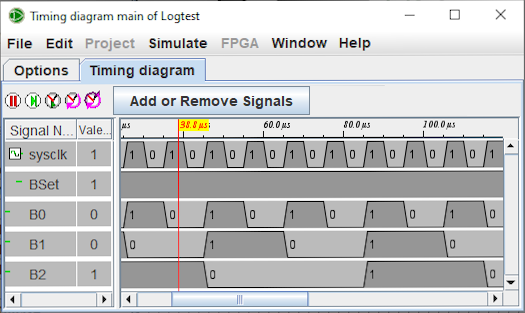 Timing diagram main of Logtest
File Edit Project Simulate FPGA Window Help
Options Timing diagram
Add or Remove Signals
Signal N... Vale...
µs 38.8 µs 60.0 µs 80.0 µs 100.0 µs
sysclk 1 1 0 1 0 1 0 1 0 1 0 1 0 1 0 1 0 1 0 1
BSet 1
B0 0 1 0 1 0 1 0 1 0 1 0
B1 0 0 1 0 1 0
B2 1 0 1 0